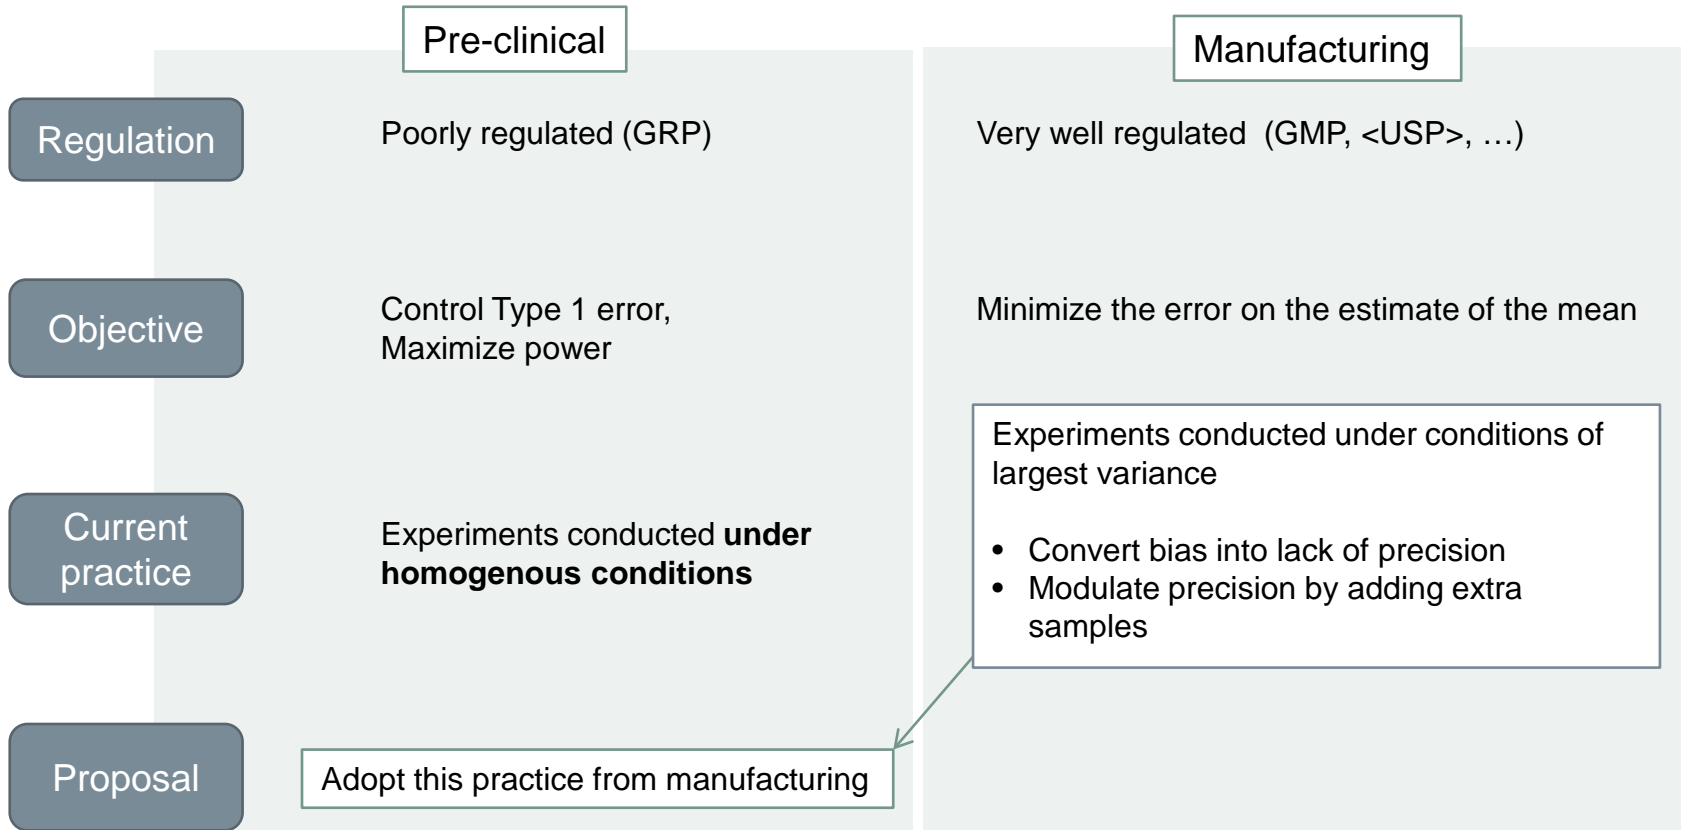 Pre-clinical
Manufacturing
Regulation
Poorly regulated (GRP)
Very well regulated (GMP, <USP>, …)
Objective
Control Type 1 error,
Maximize power
Minimize the error on the estimate of the mean
Current
practice
Experiments conducted under
homogenous conditions
Experiments conducted under conditions of
largest variance
• Convert bias into lack of precision
• Modulate precision by adding extra
samples
Proposal
Adopt this practice from manufacturing